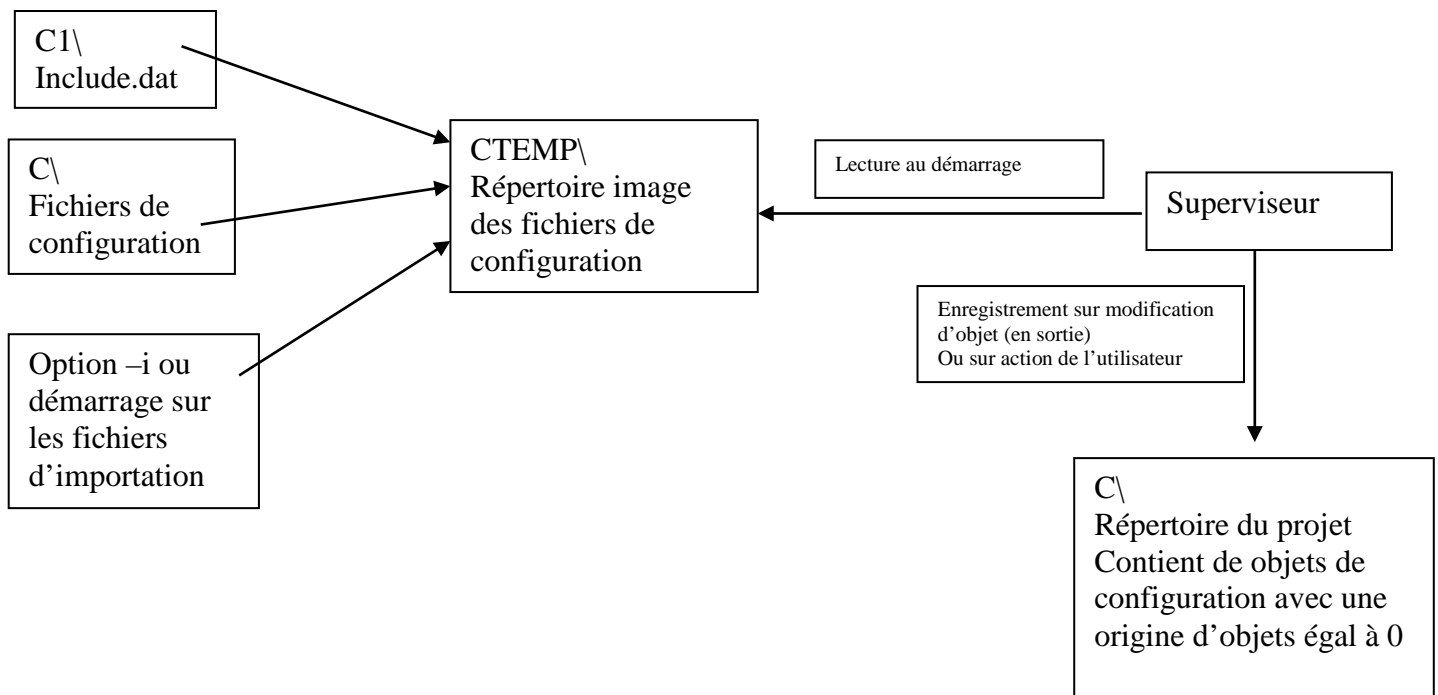 C1\
Include.dat
C\
Fichiers de
configuration
Option –i ou
démarrage sur
les fichiers
d’importation
CTEMP\
Répertoire image
des fichiers de
configuration
Lecture au démarrage
Superviseur
Enregistrement sur modification
d’objet (en sortie)
Ou sur action de l’utilisateur
C\
Répertoire du projet
Contient de objets de
configuration avec une
origine d’objets égal à 0